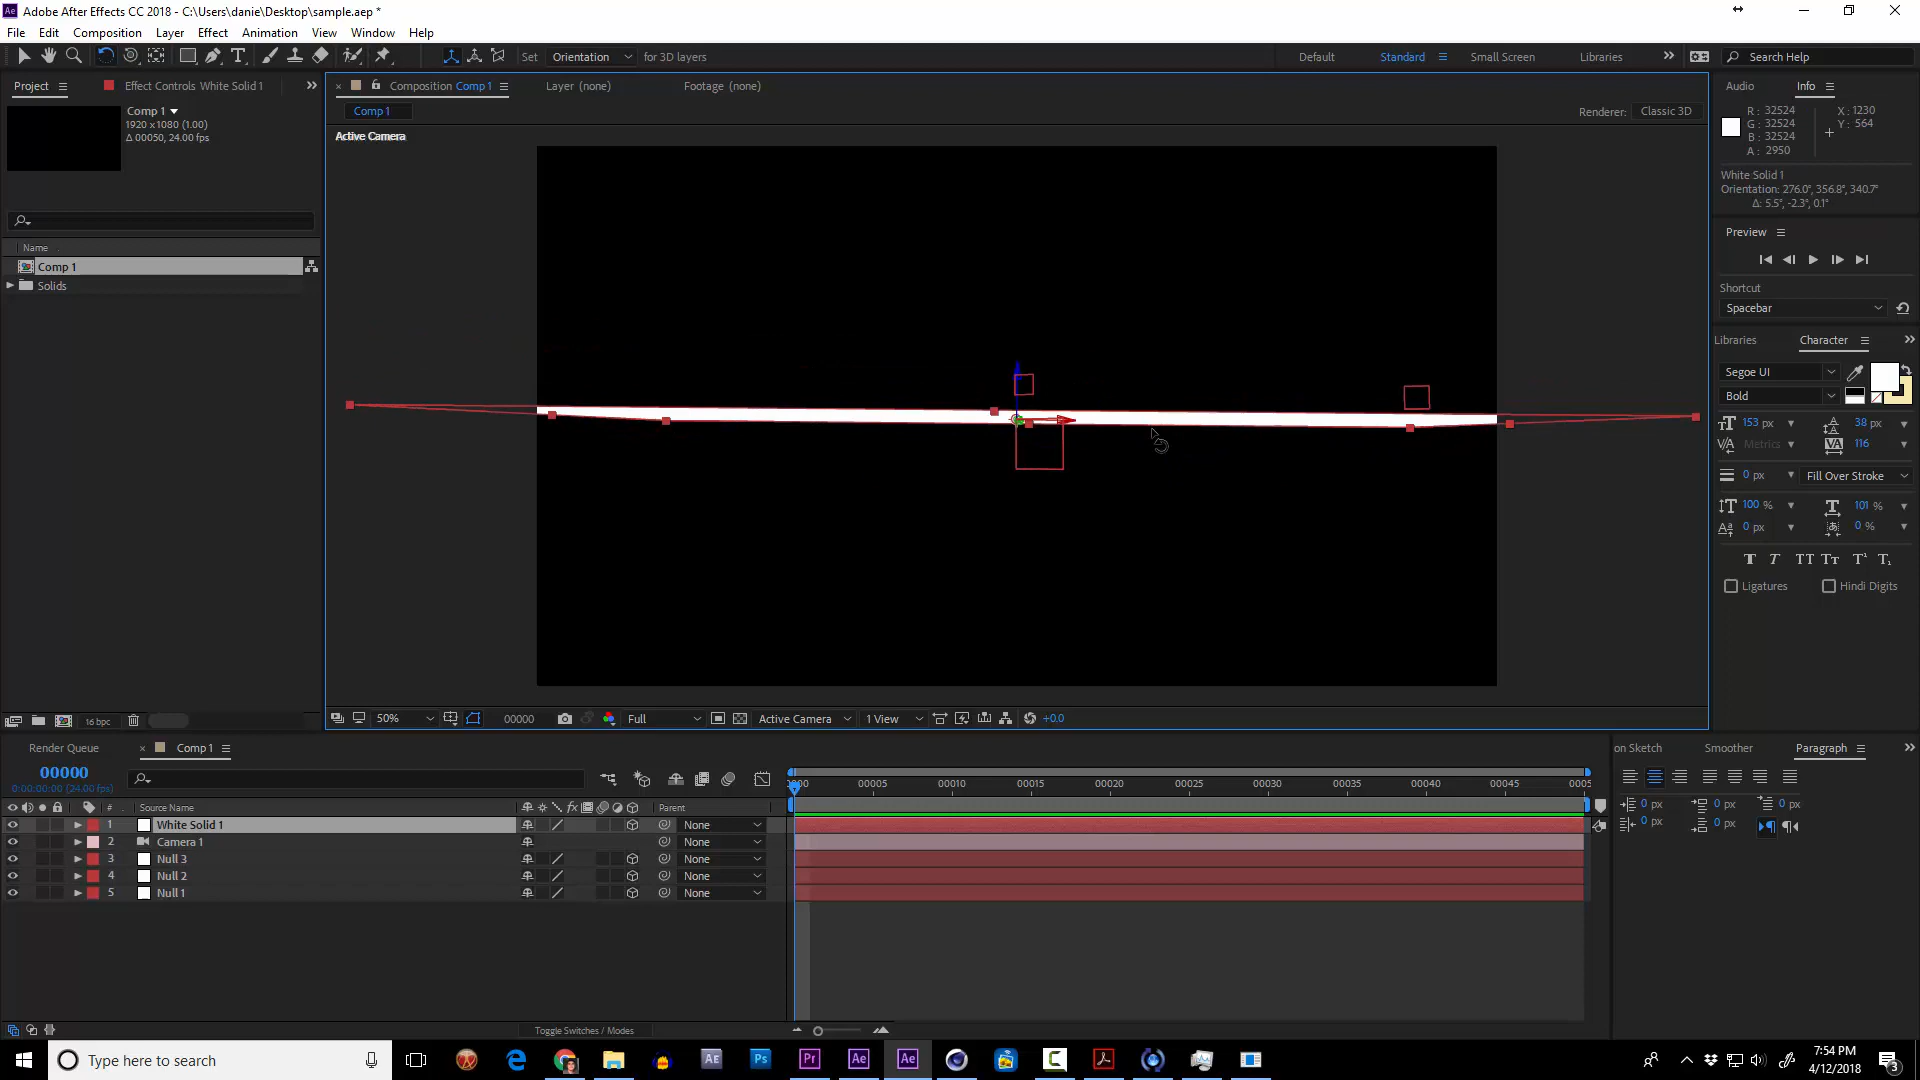 Adobe After Effects CC 2018 - C:\Users\danie\Desktop\sample.aep *
File Edit Composition Layer Effect Animation View Window Help
Set Orientation for 3D layers Default Standard Small Screen Libraries Search Help
Project Effect Controls White Solid 1
Composition Comp 1 Layer (none) Footage (none)
Audio Info
Comp 1
1920 x1080 (1.00)
Δ 00050, 24.00 fps
Comp 1
Renderer: Classic 3D
Active Camera
R: 32524
G: 32524
B: 32524
A: 2950
X: 1230
Y: 564
White Solid 1
Orientation: 276.0°, 356.8°, 340.7°
Δ: 5.5°, -2.3°, 0.1°
Preview
Shortcut
Spacebar
Name
Comp 1
Solids
Libraries Character
Segoe UI
Bold
153 px 38 px
Metrics 116
0 px Fill Over Stroke
100 % 101 %
0 px 0 %
T T TT Tt T¹ T₁
Ligatures Hindi Digits
16 bpc
50% 00000 Full Active Camera 1 View +0.0
Render Queue Comp 1
on Sketch Smoother Paragraph
00000
0:00:00:00 (24.00 fps)
0000 00005 00010 00015 00020 00025 00030 00035 00040 00045 0005
# Source Name Parent
1 White Solid 1 None
2 Camera 1 None
3 Null 3 None
4 Null 2 None
5 Null 1 None
0 px 0 px 0 px
0 px 0 px
Toggle Switches / Modes
Type here to search
7:54 PM
4/12/2018
3